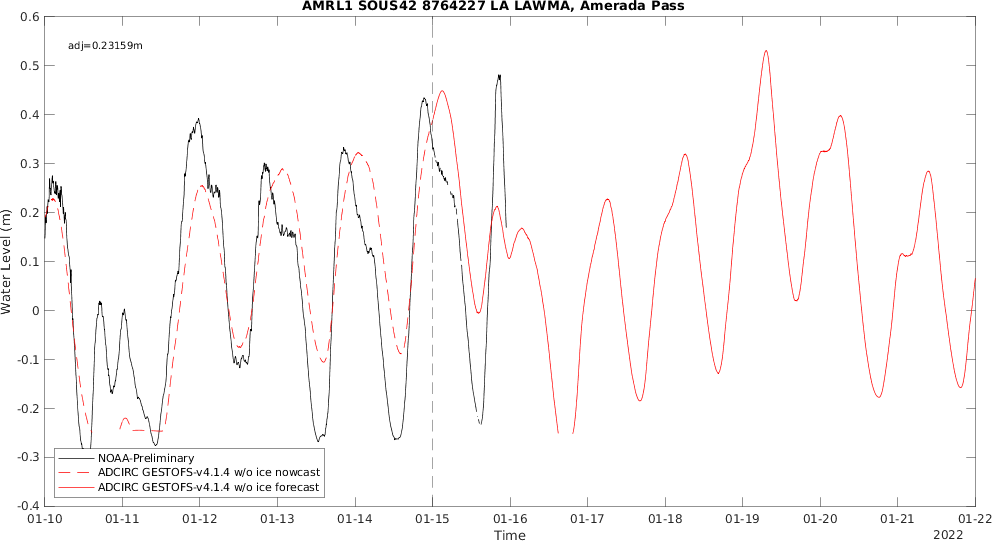 AMRL1 SOUS42 8764227 LA LAWMA, Amerada Pass
0.6
adj=0.23159m
0.5
0.4
0.3
0.2
0.1
0
-0.1
-0.2
-0.3
-0.4
Water Level (m)
NOAA-Preliminary
ADCIRC GESTOFS-v4.1.4 w/o ice nowcast
ADCIRC GESTOFS-v4.1.4 w/o ice forecast
01-10 01-11 01-12 01-13 01-14 01-15 01-16 01-17 01-18 01-19 01-20 01-21 01-22
Time
2022